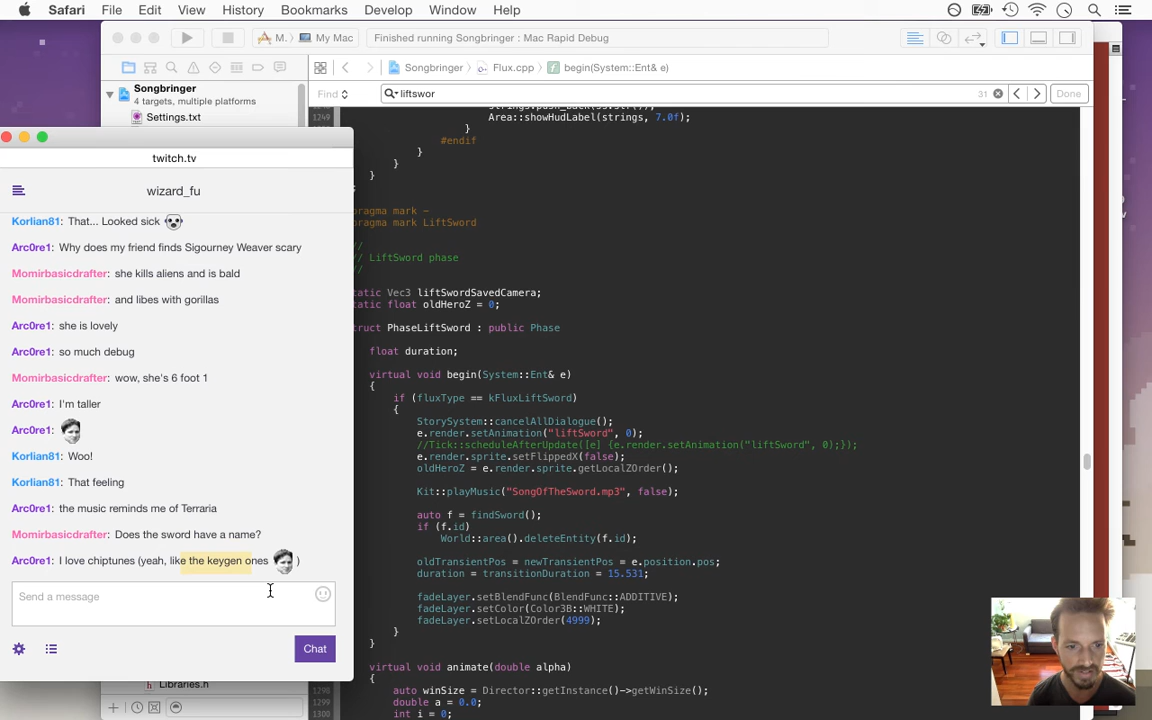 Safari File Edit View History Bookmarks Develop Window Help
M. My Mac Finished running Songbringer : Mac Rapid Debug
Songbringer
4 targets, multiple platforms
Settings.txt
Songbringer Flux.cpp begin(System::Ent& e)
Find liftswor 31 Done
1249 Area::showHudLabel(strings, 7.0f);
}
#endif
}
}
}
pragma mark -
pragma mark LiftSword
//
// LiftSword phase
//
static Vec3 liftSwordSavedCamera;
static float oldHeroZ = 0;
struct PhaseLiftSword : public Phase
float duration;
virtual void begin(System::Ent& e)
{
if (fluxType == kFluxLiftSword)
{
StorySystem::cancelAllDialogue();
e.render.setAnimation("liftSword", 0);
//Tick::scheduleAfterUpdate([e] {e.render.setAnimation("liftSword", 0);});
e.render.sprite.setFlippedX(false);
oldHeroZ = e.render.sprite.getLocalZOrder();
Kit::playMusic("SongOfTheSword.mp3", false);
auto f = findSword();
if (f.id)
World::area().deleteEntity(f.id);
oldTransientPos = newTransientPos = e.position.pos;
duration = transitionDuration = 15.531;
fadeLayer.setBlendFunc(BlendFunc::ADDITIVE);
fadeLayer.setColor(Color3B::WHITE);
fadeLayer.setLocalZOrder(4999);
}
}
virtual void animate(double alpha)
{
1298 auto winSize = Director::getInstance()->getWinSize();
1299 double a = 0.0;
1300 int i = 0;
twitch.tv
wizard_fu
Korlian81: That... Looked sick
Arc0re1: Why does my friend finds Sigourney Weaver scary
Momirbasicdrafter: she kills aliens and is bald
Momirbasicdrafter: and libes with gorillas
Arc0re1: she is lovely
Arc0re1: so much debug
Momirbasicdrafter: wow, she's 6 foot 1
Arc0re1: I'm taller
Arc0re1:
Korlian81: Woo!
Korlian81: That feeling
Arc0re1: the music reminds me of Terraria
Momirbasicdrafter: Does the sword have a name?
Arc0re1: I love chiptunes (yeah, like the keygen ones )
Send a message
Chat
Libraries.h